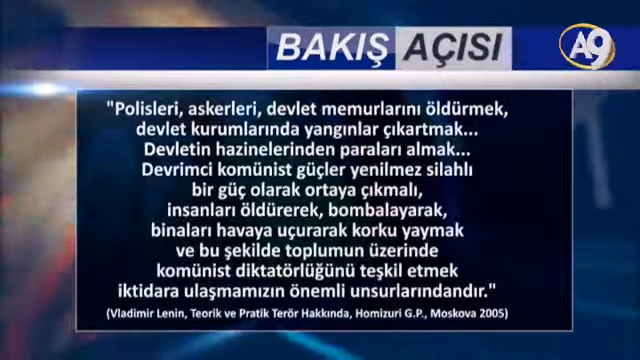 BAKIŞ AÇISI
A9
"Polisleri, askerleri, devlet memurlarını öldürmek,
devlet kurumlarında yangınlar çıkartmak...
Devletin hazinelerinden paraları almak...
Devrimci komünist güçler yenilmez silahlı
bir güç olarak ortaya çıkmalı,
insanları öldürerek, bombalayarak,
binaları havaya uçurarak korku yaymak
ve bu şekilde toplumun üzerinde
komünist diktatörlüğünü teşkil etmek
iktidara ulaşmamızın önemli unsurlarındandır."
(Vladimir Lenin, Teorik ve Pratik Terör Hakkında, Homizuri G.P., Moskova 2005)